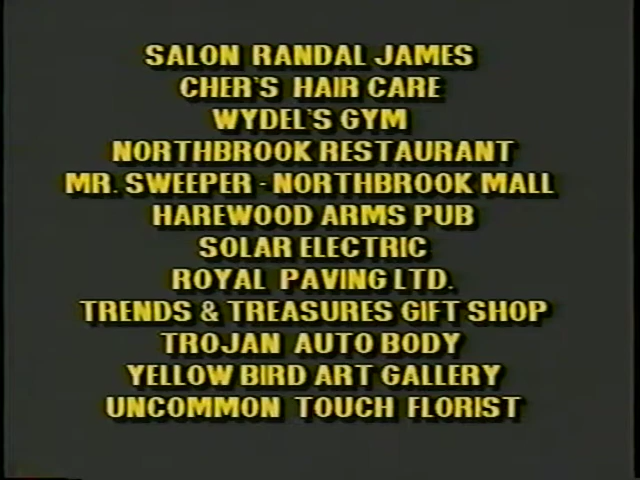 SALON RANDAL JAMES
CHER'S HAIR CARE
WYDEL'S GYM
NORTHBROOK RESTAURANT
MR. SWEEPER - NORTHBROOK MALL
HAREWOOD ARMS PUB
SOLAR ELECTRIC
ROYAL PAVING LTD.
TRENDS & TREASURES GIFT SHOP
TROJAN AUTO BODY
YELLOW BIRD ART GALLERY
UNCOMMON TOUCH FLORIST